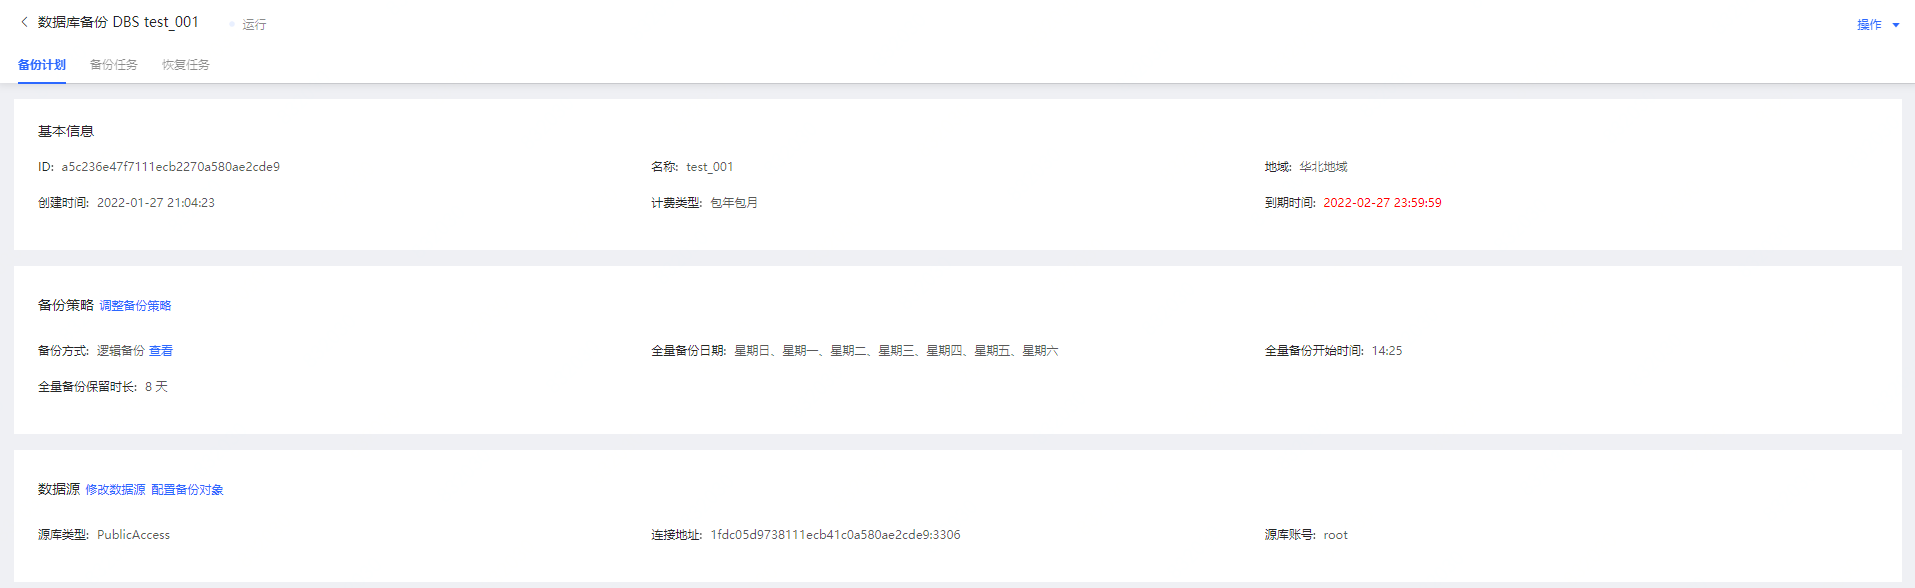 数据库备份 DBS test_001 运行 操作
备份计划 备份任务 恢复任务
基本信息
ID: a5c236e47f7111ecb2270a580ae2cde9 名称: test_001 地域: 华北地域
创建时间: 2022-01-27 21:04:23 计费类型: 包年包月 到期时间: 2022-02-27 23:59:59
备份策略 调整备份策略
备份方式: 逻辑备份 查看 全量备份日期: 星期日、星期一、星期二、星期三、星期四、星期五、星期六 全量备份开始时间: 14:25
全量备份保留时长: 8 天
数据源 修改数据源 配置备份对象
源库类型: PublicAccess 连接地址: 1fdc05d9738111ecb41c0a580ae2cde9:3306 源库账号: root